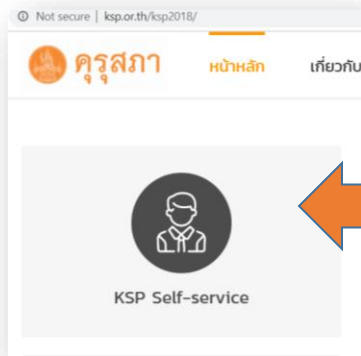 Not secure | ksp.or.th/ksp2018/
คุรุสภา
หน้าหลัก
เกี่ยวกับ
KSP Self-service